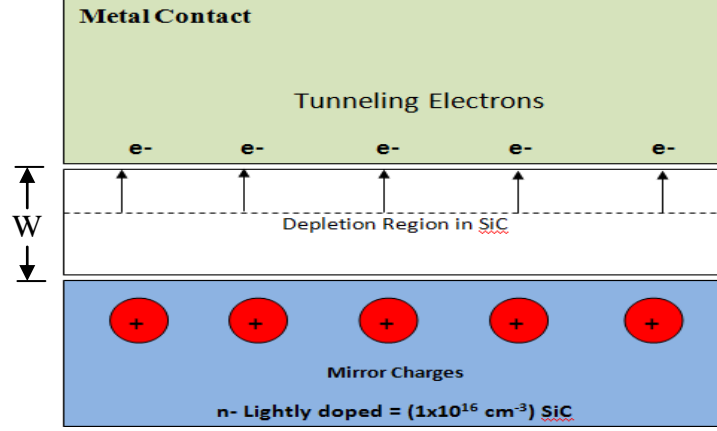 Metal Contact
Tunneling Electrons
e- e- e- e- e-
W
Depletion Region in SiC
+ + + + +
Mirror Charges
n- Lightly doped = (1x10¹⁶ cm⁻³) SiC